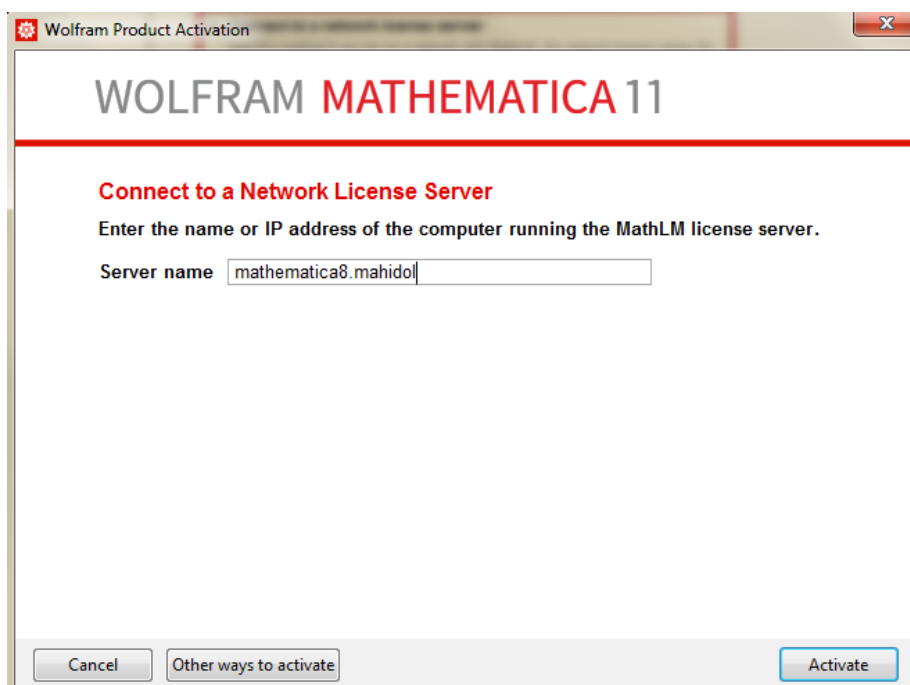 Wolfram Product Activation
WOLFRAM MATHEMATICA 11
Connect to a Network License Server
Enter the name or IP address of the computer running the MathLM license server.
Server name mathematica8.mahidol
Cancel Other ways to activate Activate